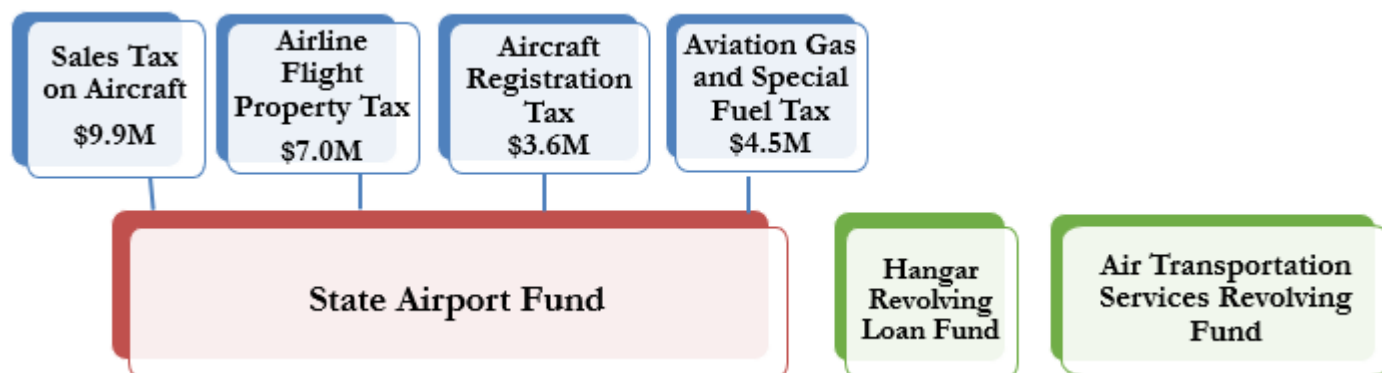 Sales Tax
on Aircraft
$9.9M
Airline
Flight
Property Tax
$7.0M
Aircraft
Registration
Tax
$3.6M
Aviation Gas
and Special
Fuel Tax
$4.5M
State Airport Fund
Hangar
Revolving
Loan Fund
Air Transportation
Services Revolving
Fund